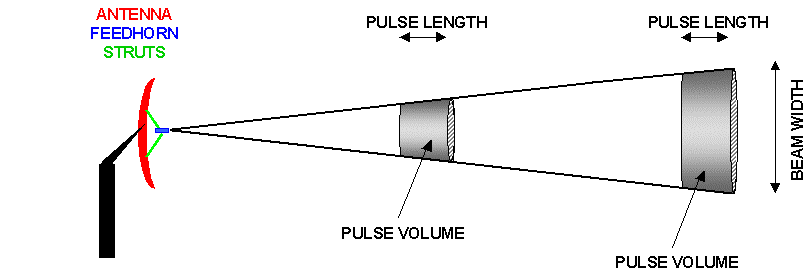 ANTENNA
FEEDHORN
STRUTS
PULSE LENGTH
PULSE LENGTH
BEAM WIDTH
PULSE VOLUME
PULSE VOLUME